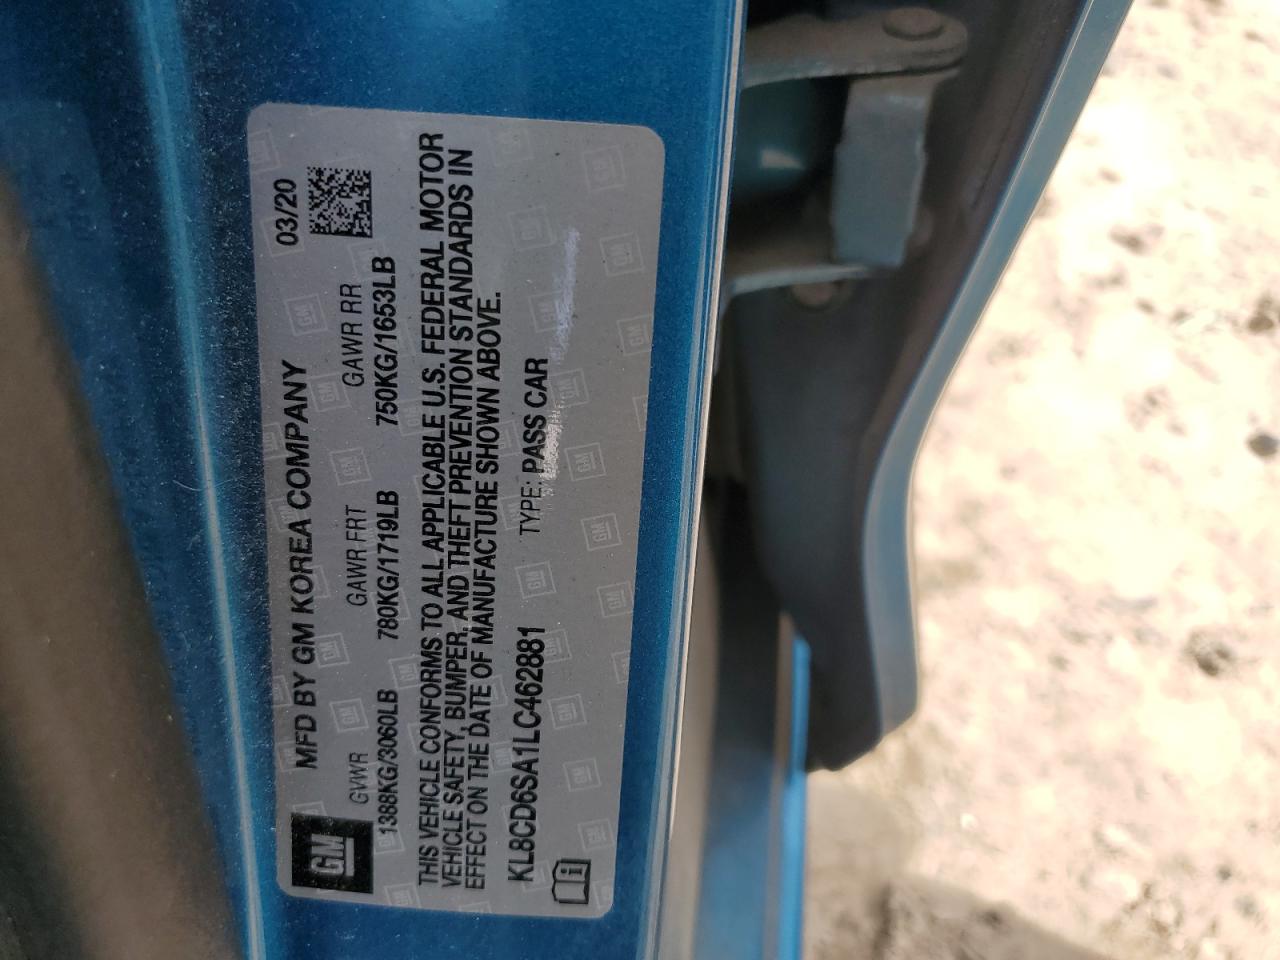 GM
MFD BY GM KOREA COMPANY 03/20
GVWR GAWR FRT GAWR RR
1388KG/3060LB 780KG/1719LB 750KG/1653LB
THIS VEHICLE CONFORMS TO ALL APPLICABLE U.S. FEDERAL MOTOR
VEHICLE SAFETY, BUMPER, AND THEFT PREVENTION STANDARDS IN
EFFECT ON THE DATE OF MANUFACTURE SHOWN ABOVE.
KL8CD6SA1LC462881 TYPE: PASS CAR